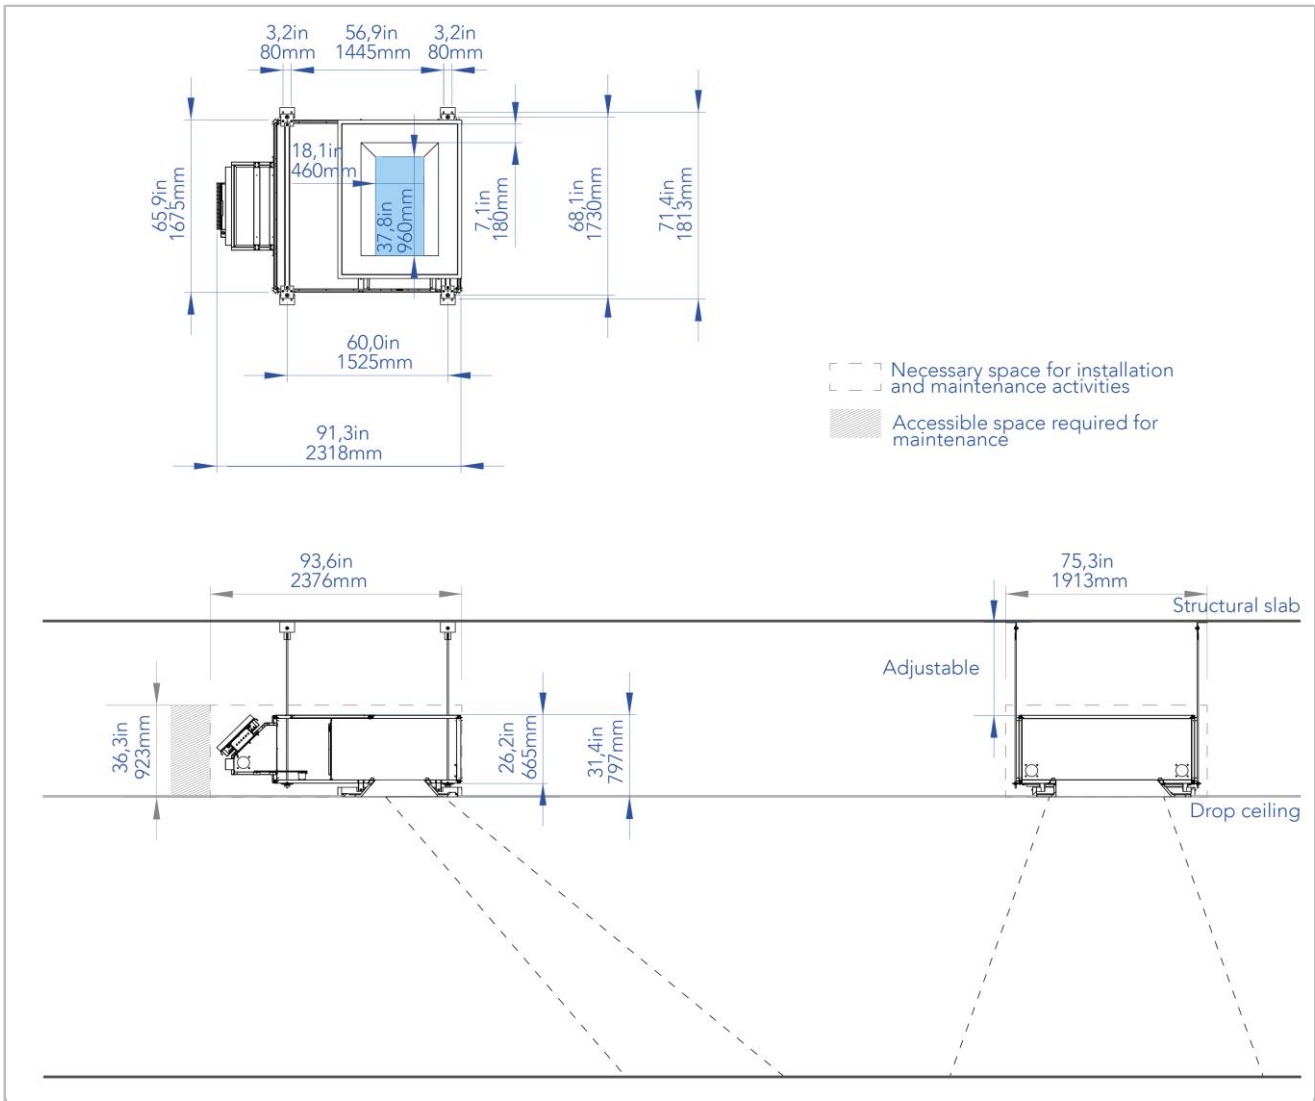 3,2in
80mm
56,9in
1445mm
3,2in
80mm
18,1in
460mm
37,8in
960mm
65,9in
1675mm
7,1in
180mm
68,1in
1730mm
71,4in
1813mm
60,0in
1525mm
91,3in
2318mm
Necessary space for installation
and maintenance activities
Accessible space required for
maintenance
93,6in
2376mm
75,3in
1913mm
Structural slab
Adjustable
36,3in
923mm
26,2in
665mm
31,4in
797mm
Drop ceiling